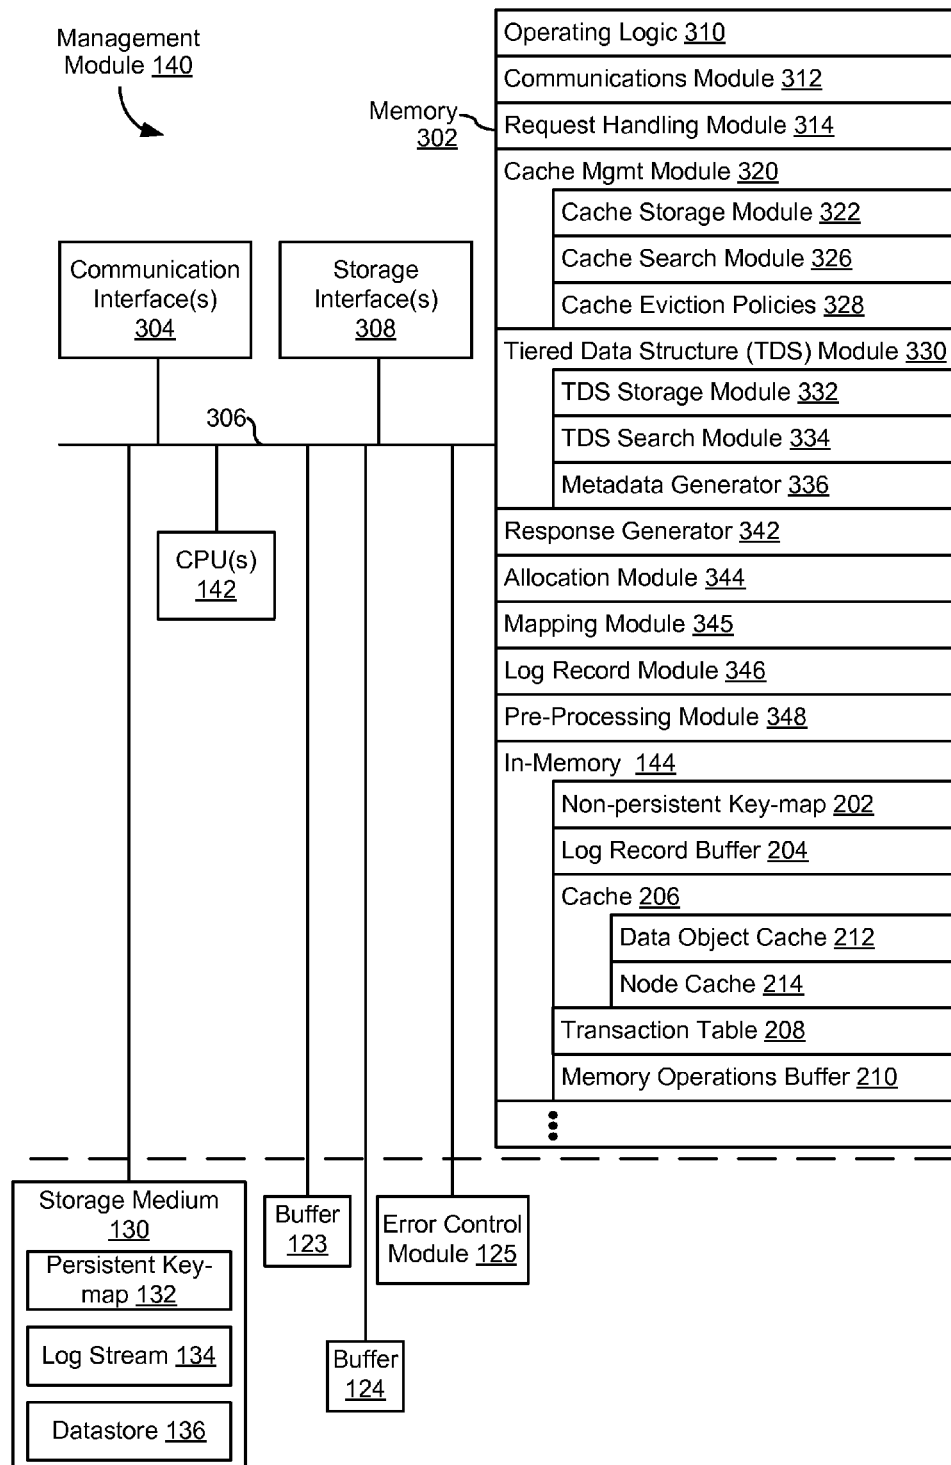 Management
Module 140
Memory
302
Operating Logic 310
Communications Module 312
Request Handling Module 314
Cache Mgmt Module 320
Cache Storage Module 322
Cache Search Module 326
Cache Eviction Policies 328
Tiered Data Structure (TDS) Module 330
TDS Storage Module 332
TDS Search Module 334
Metadata Generator 336
Response Generator 342
Allocation Module 344
Mapping Module 345
Log Record Module 346
Pre-Processing Module 348
In-Memory 144
Non-persistent Key-map 202
Log Record Buffer 204
Cache 206
Data Object Cache 212
Node Cache 214
Transaction Table 208
Memory Operations Buffer 210
Communication
Interface(s)
304
Storage
Interface(s)
308
306
CPU(s)
142
Storage Medium
130
Persistent Key-
map 132
Log Stream 134
Datastore 136
Buffer
123
Buffer
124
Error Control
Module 125